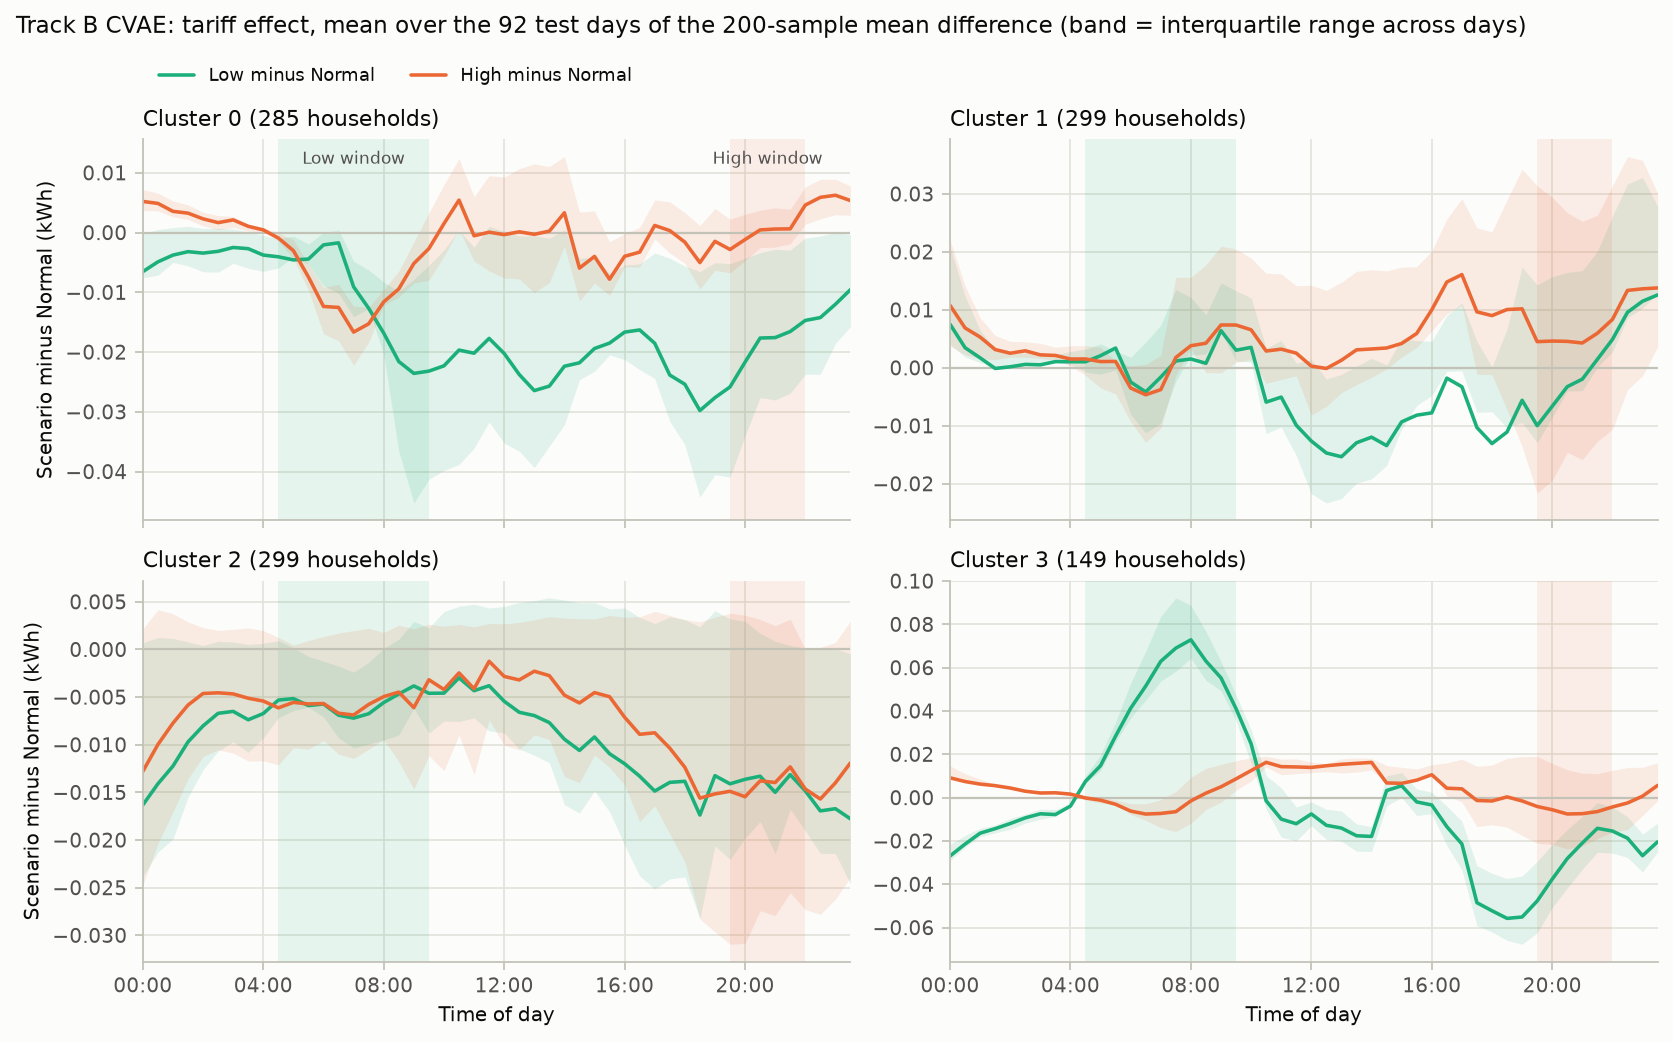 Track B CVAE: tariff effect, mean over the 92 test days of the 200-sample mean difference (band = interquartile range across days)
Low minus Normal
High minus Normal
Cluster 0 (285 households)
Low window
High window
Scenario minus Normal (kWh)
0.01
0.00
−0.01
−0.02
−0.03
−0.04
Cluster 1 (299 households)
0.03
0.02
0.01
0.00
−0.01
−0.02
Cluster 2 (299 households)
Scenario minus Normal (kWh)
0.005
0.000
−0.005
−0.010
−0.015
−0.020
−0.025
−0.030
00:00 04:00 08:00 12:00 16:00 20:00
Time of day
Cluster 3 (149 households)
0.10
0.08
0.06
0.04
0.02
0.00
−0.02
−0.04
−0.06
00:00 04:00 08:00 12:00 16:00 20:00
Time of day